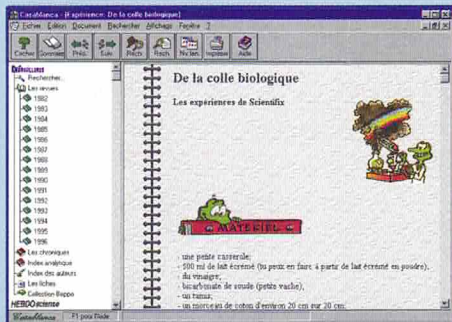 Casablanca - [Expérience: De la colle biologique]
Fichier Édition Document Rechercher Affichage Fenêtre ?
Cacher Sommaire Préc. Suiv. Récts Rech. Niv.lien. Imprimer Aide
Débrouillards
Rechercher...
Les revues
1982
1983
1984
1985
1986
1987
1988
1989
1990
1991
1992
1993
1994
1995
1996
Les chroniques
Index analytique
Index des auteurs
Les fiches
Collection Beppo
HEBDO science
De la colle biologique
Les expériences de Scientifix
MATÉRIEL
- une petite casserole;
- 500 ml de lait écrémé (tu peux en faire, à partir de lait écrémé en poudre),
- du vinaigre;
- bicarbonate de soude (petite vache),
- un tamis;
- un morceau de coton d'environ 20 cm sur 20 cm.
Casablanca F1 pour l'aide